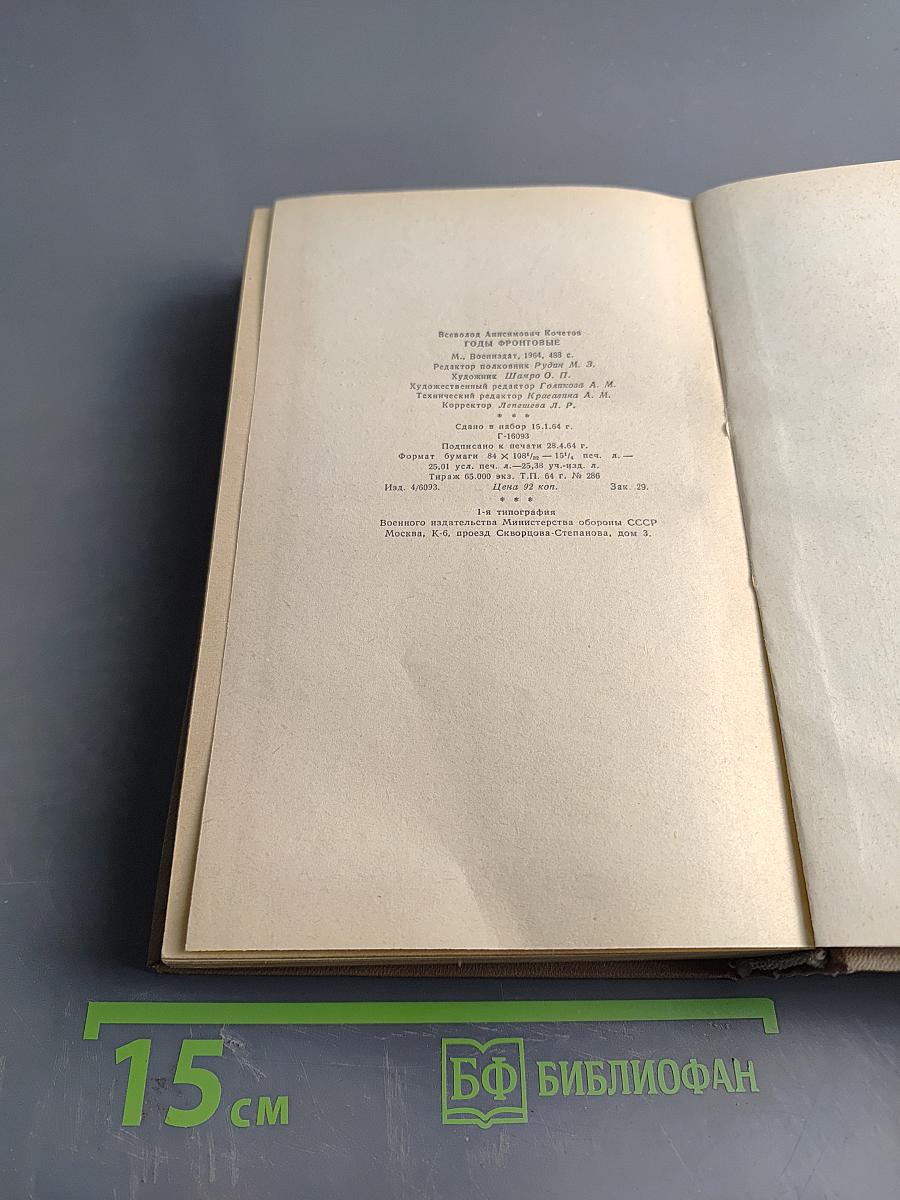 Всеволод Анисимович Кочетов
ГОДЫ ФРОНТОВЫЕ
М., Воениздат, 1964, 488 с.
Редактор полковник Рудин М. З.
Художник Шамро О. П.
Художественный редактор Голикова А. М.
Технический редактор Красавина А. М.
Корректор Лепешева Л. Р.
* * *
Сдано в набор 15.1.64 г.
Г-16093
Подписано к печати 28.4.64 г.
Формат бумаги 84 × 108¹/₃₂ — 15¹/₄ печ. л. —
25,01 усл. печ. л.—25,38 уч.-изд. л.
Тираж 65.000 экз. Т.П. 64 г. № 286
Изд. 4/6093. Цена 92 коп. Зак. 29.
* * *
1-я типография
Военного издательства Министерства обороны СССР
Москва, К-6, проезд Скворцова-Степанова, дом 3.
15 см
БФ БИБЛИОФАН